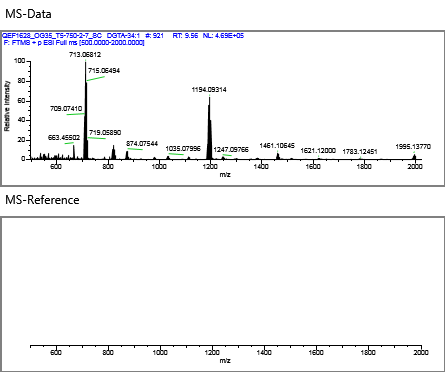 MS-Data
QEF1628_OG35_T5-750-2-7_8C DGTA-34:1 #: 921 RT: 9.56 NL: 4.69E+05
F: FTMS + p ESI Full ms [500.0000-2000.0000]
713.06812
100
715.06494
1194.09314
80
Relative Intensity
709.07410
60
40
663.45502
719.05890
874.07544
20
1035.07996
1247.09766
1461.10645
1621.12000
1783.12451
1995.13770
0
600 800 1000 1200 1400 1600 1800 2000
m/z
MS-Reference
600 800 1000 1200 1400 1600 1800 2000
m/z